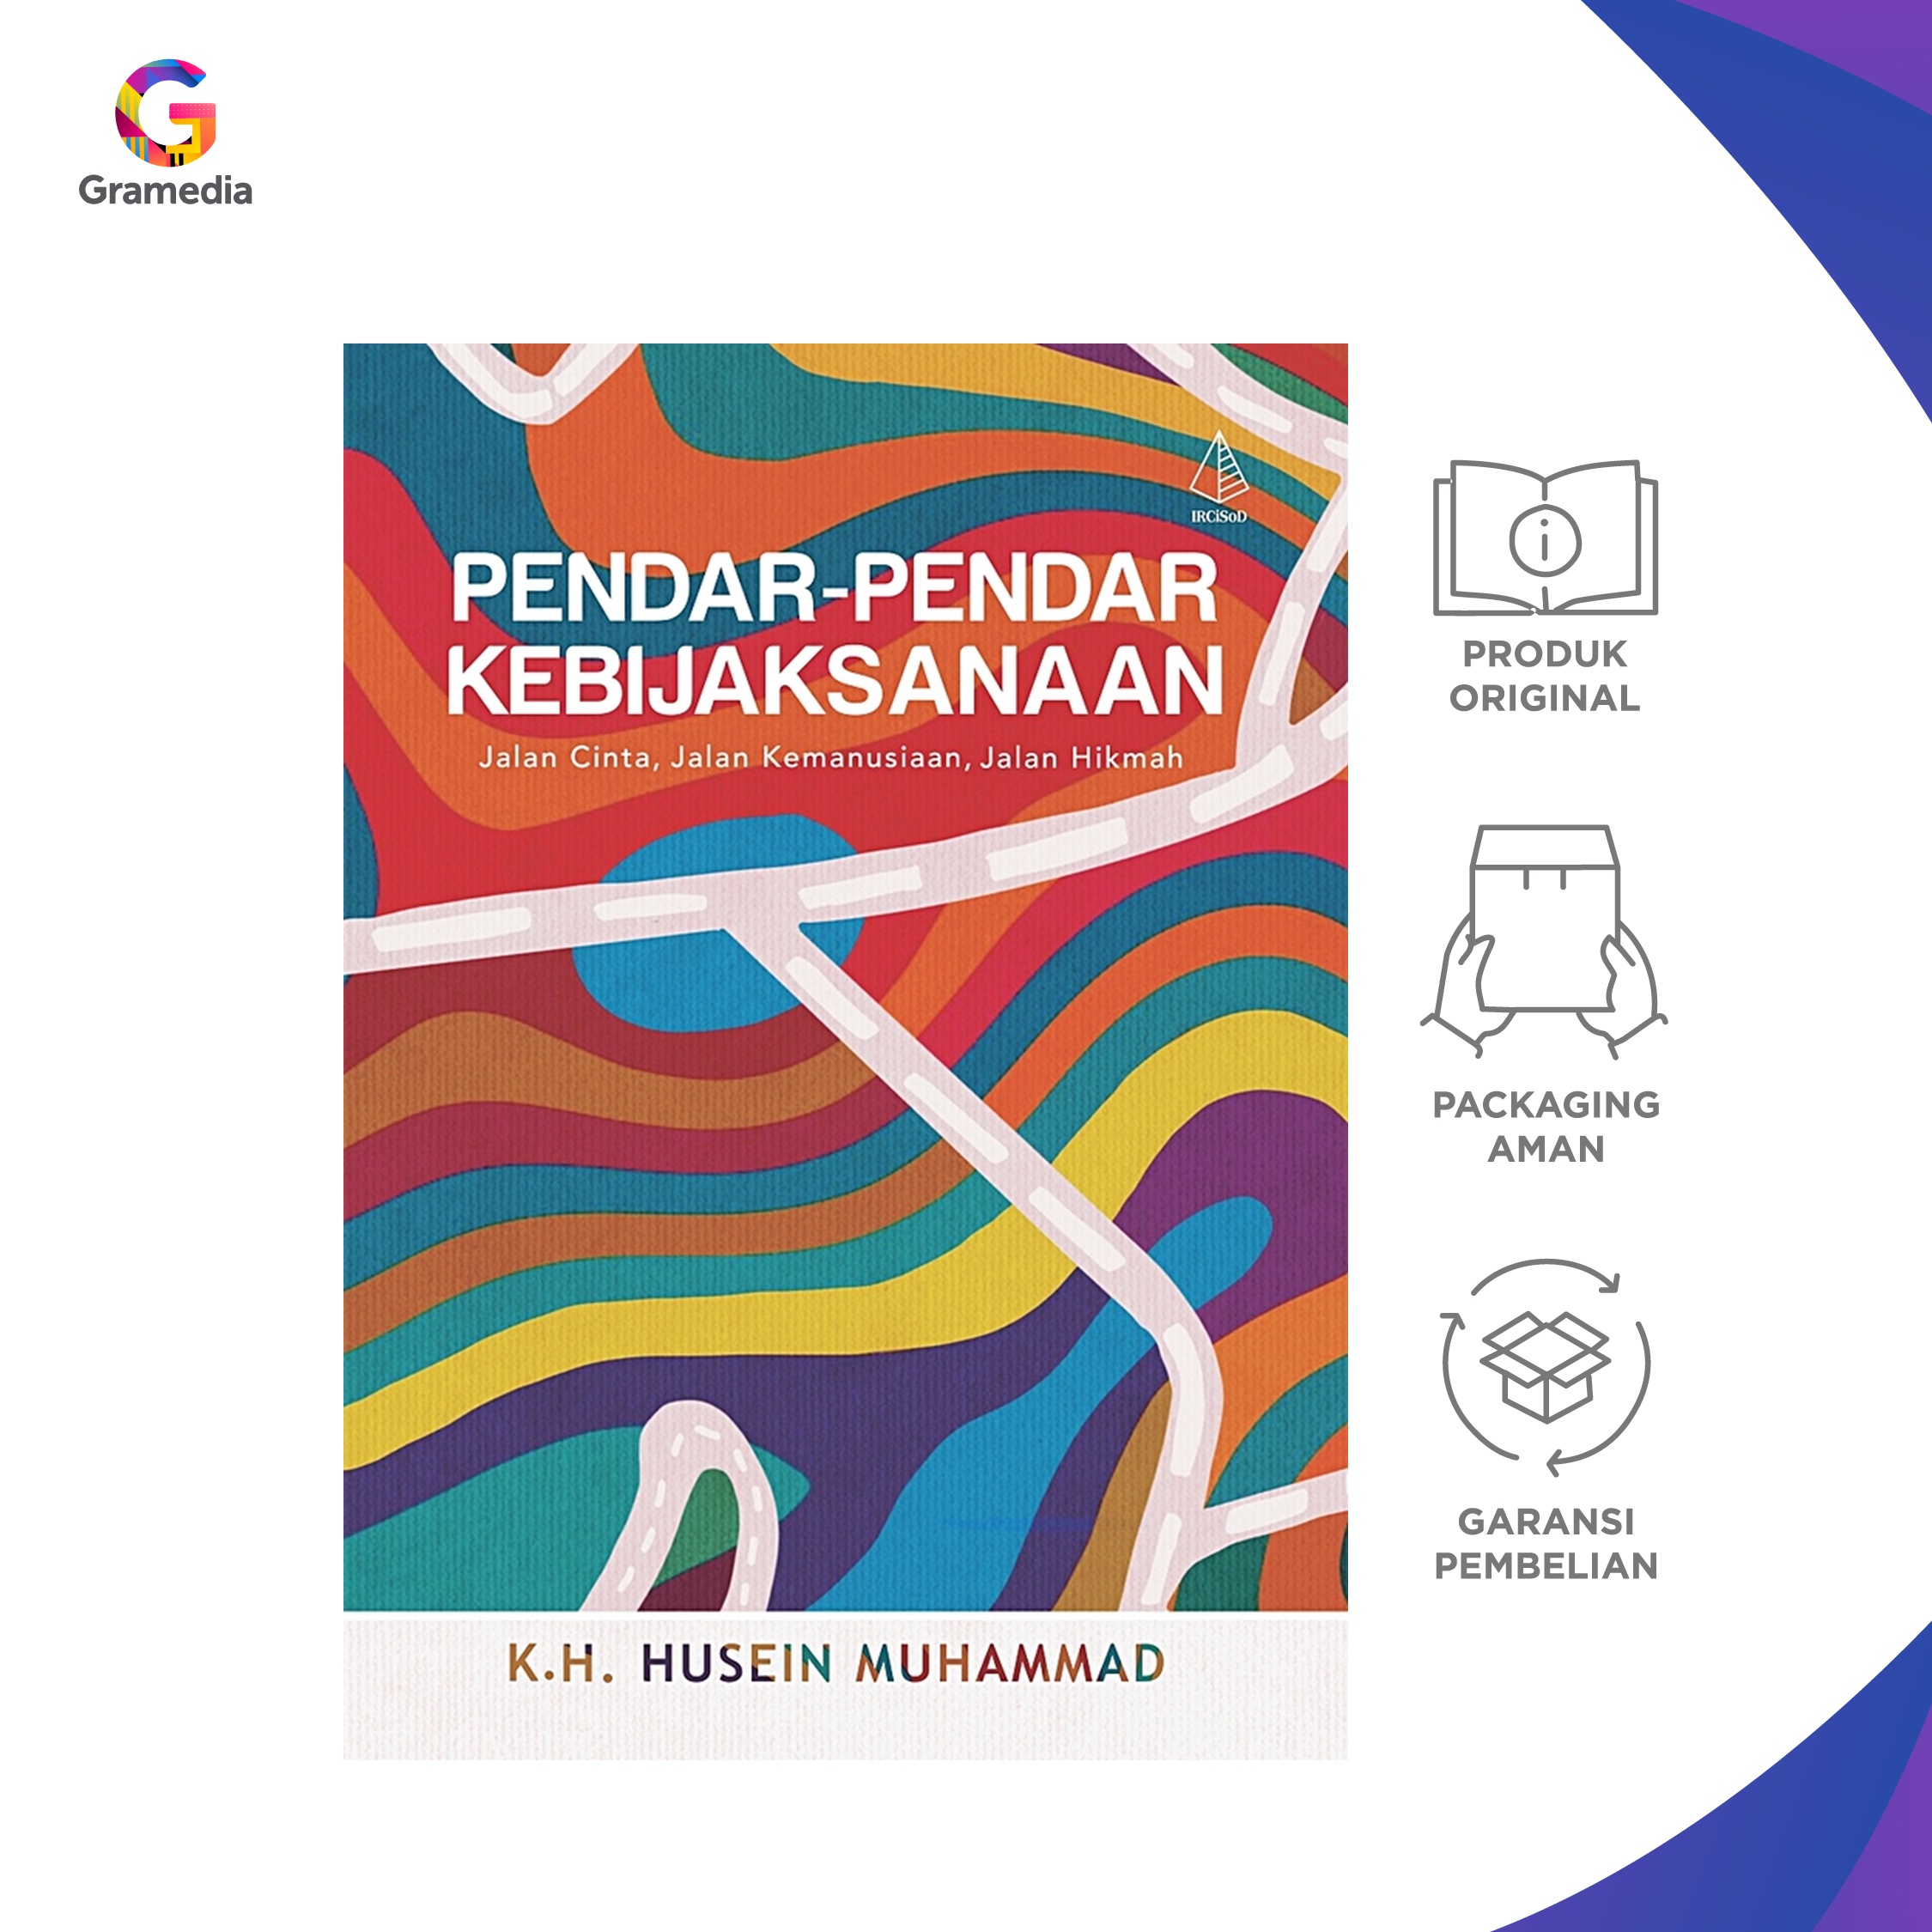 Gramedia
IRCiSoD
PENDAR-PENDAR
KEBIJAKSANAAN
Jalan Cinta, Jalan Kemanusiaan, Jalan Hikmah
K.H. HUSEIN MUHAMMAD
PRODUK
ORIGINAL
PACKAGING
AMAN
GARANSI
PEMBELIAN